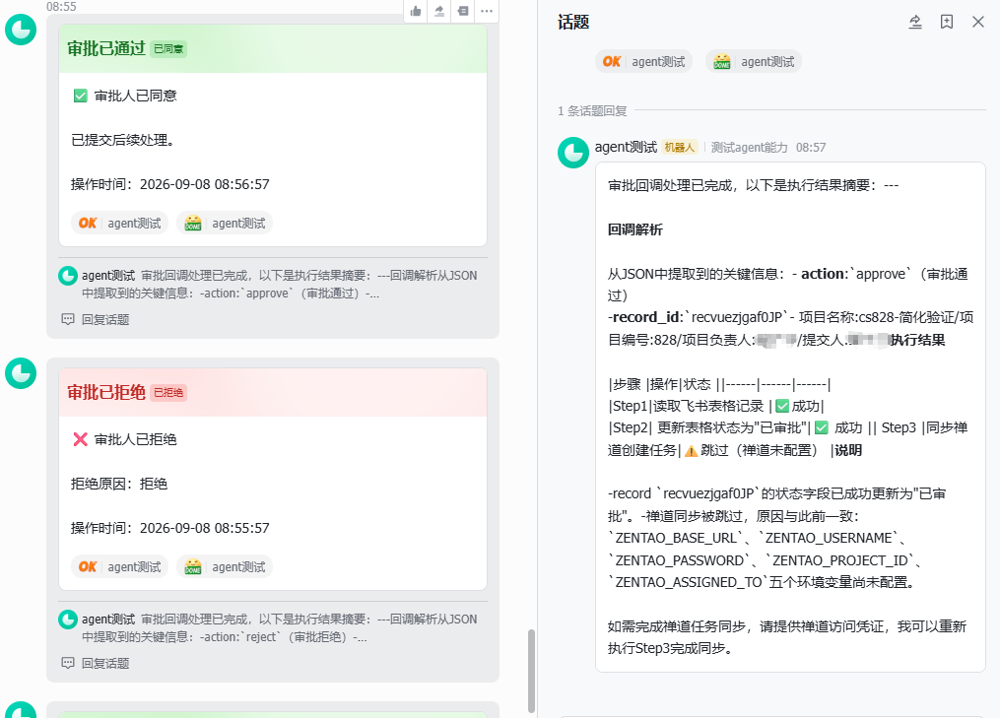 08:55
审批已通过 已同意
审批人已同意
已提交后续处理。
操作时间：2026-09-08 08:56:57
OK agent测试 DONE agent测试
agent测试 审批回调处理已完成，以下是执行结果摘要：---回调解析从JSON
中提取到的关键信息：-action:`approve`（审批通过）-...
回复话题
审批已拒绝 已拒绝
审批人已拒绝
拒绝原因：拒绝
操作时间：2026-09-08 08:55:57
OK agent测试 DONE agent测试
agent测试 审批回调处理已完成，以下是执行结果摘要：---回调解析从JSON
中提取到的关键信息：-action:`reject`（审批拒绝）-...
回复话题
话题
OK agent测试 DONE agent测试
1 条话题回复
agent测试 机器人 测试agent能力 08:57
审批回调处理已完成，以下是执行结果摘要：---
回调解析
从JSON中提取到的关键信息：- action:`approve`（审批通
过）
-record_id:`recvuezjgaf0JP`- 项目名称:cs828-简化验证/项
目编号:828/项目负责人:/提交人:执行结果
|步骤 |操作|状态 ||------|------|------|
|Step1|读取飞书表格记录 |✅成功|
|Step2| 更新表格状态为"已审批"|✅ 成功 || Step3 |同步禅
道创建任务|⚠️跳过（禅道未配置） |说明
-record `recvuezjgaf0JP`的状态字段已成功更新为"已审
批"。-禅道同步被跳过，原因与此前一致：
`ZENTAO_BASE_URL`、`ZENTAO_USERNAME`、
`ZENTAO_PASSWORD`、`ZENTAO_PROJECT_ID`、
`ZENTAO_ASSIGNED_TO`五个环境变量尚未配置。
如需完成禅道任务同步，请提供禅道访问凭证，我可以重新
执行Step3完成同步。